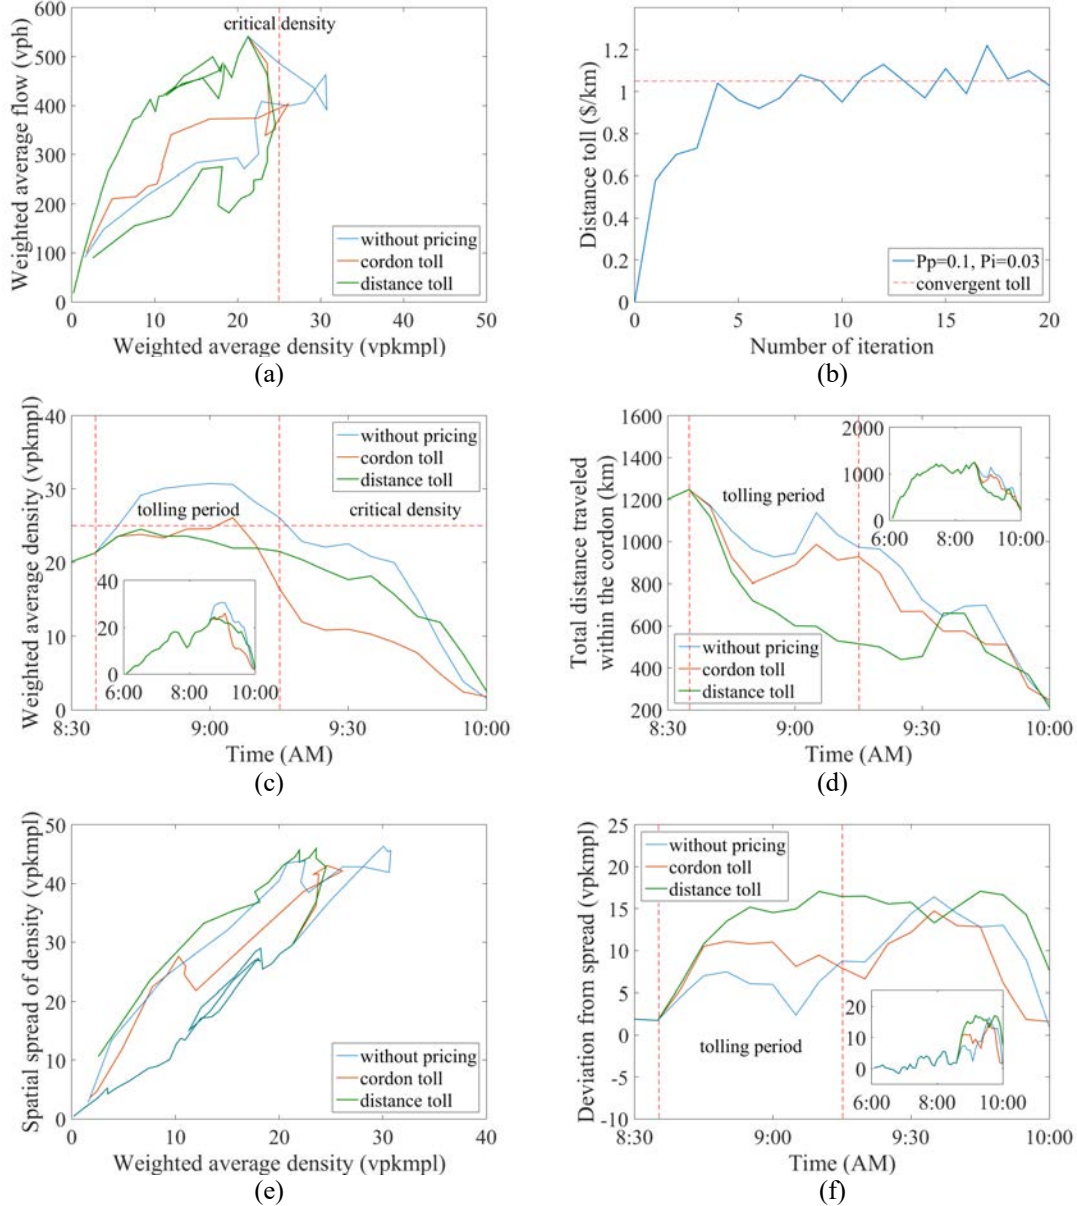 600
500
400
300
200
100
0
0
10
20
30
40
50
Weighted average flow (vph)
Weighted average density (vpkmpl)
critical density
without pricing
cordon toll
distance toll
(a)
1.2
1
0.8
0.6
0.4
0.2
0
0
5
10
15
20
Distance toll ($/km)
Number of iteration
Pp=0.1, Pi=0.03
convergent toll
(b)
40
30
20
10
0
8:30
9:00
9:30
10:00
Weighted average density (vpkmpl)
Time (AM)
without pricing
cordon toll
distance toll
tolling period
critical density
40
20
0
6:00
8:00
10:00
(c)
1600
1400
1200
1000
800
600
400
200
8:30
9:00
9:30
10:00
Total distance traveled
within the cordon (km)
Time (AM)
tolling period
2000
1000
0
6:00
10:00
without pricing
cordon toll
distance toll
(d)
50
40
30
20
10
0
0
10
20
30
40
Spatial spread of density (vpkmpl)
Weighted average density (vpkmpl)
without pricing
cordon toll
distance toll
(e)
25
20
15
10
5
0
-5
-10
8:30
9:00
9:30
10:00
Deviation from spread (vpkmpl)
Time (AM)
without pricing
cordon toll
distance toll
tolling period
20
10
0
6:00
8:00
10:00
(f)